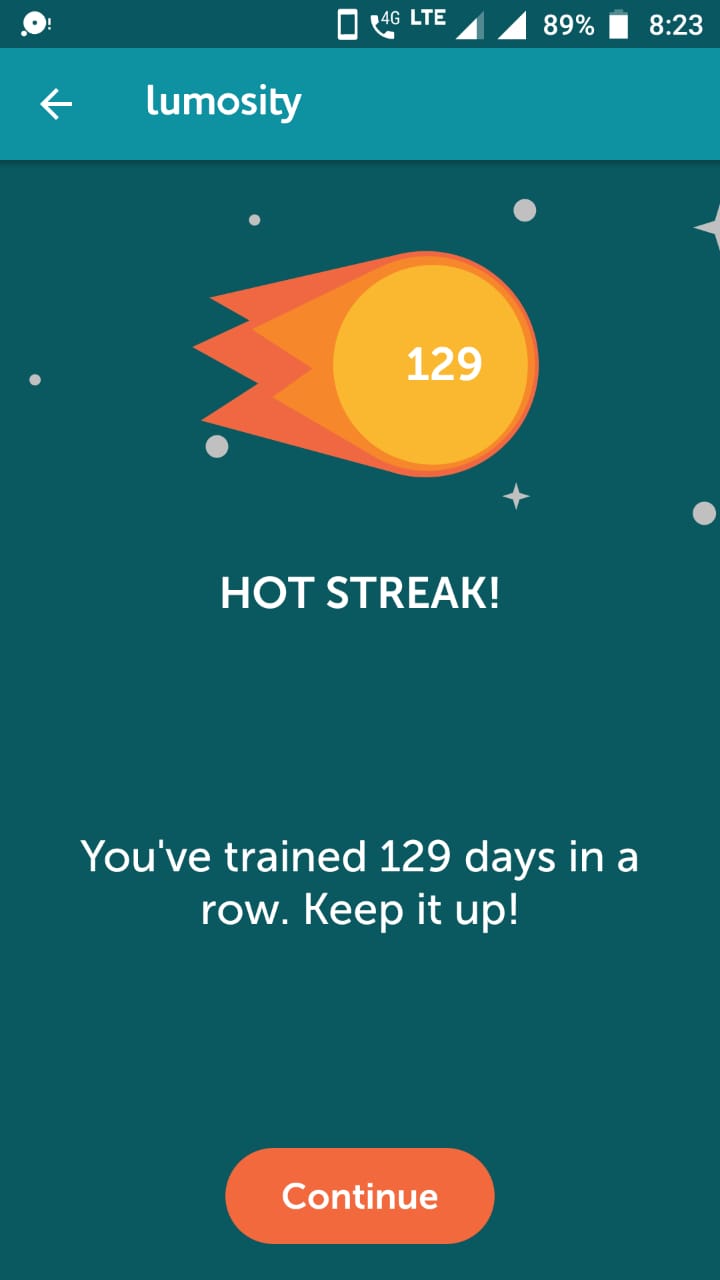 4G LTE 89% 8:23
lumosity
129
HOT STREAK!
You've trained 129 days in a
row. Keep it up!
Continue